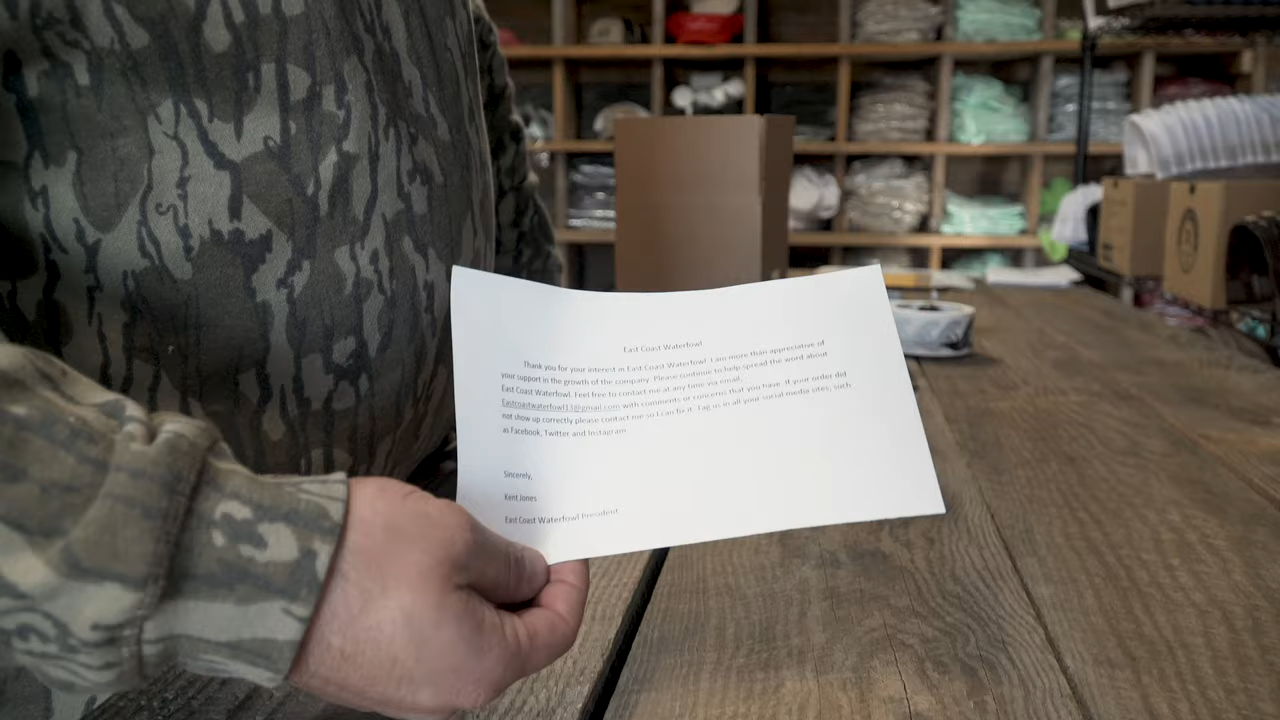 East Coast Waterfowl
Thank you for your interest in East Coast Waterfowl. I am more than appreciative of
your support in the growth of the company. Please continue to help spread the word about
East Coast Waterfowl. Feel free to contact me at any time via email,
Eastcoastwaterfowl13@gmail.com with comments or concerns that you have. If your order did
not show up correctly please contact me so I can fix it. Tag us in all your social media sites, such
as Facebook, Twitter and Instagram.
Sincerely,
Kent Jones
East Coast Waterfowl President